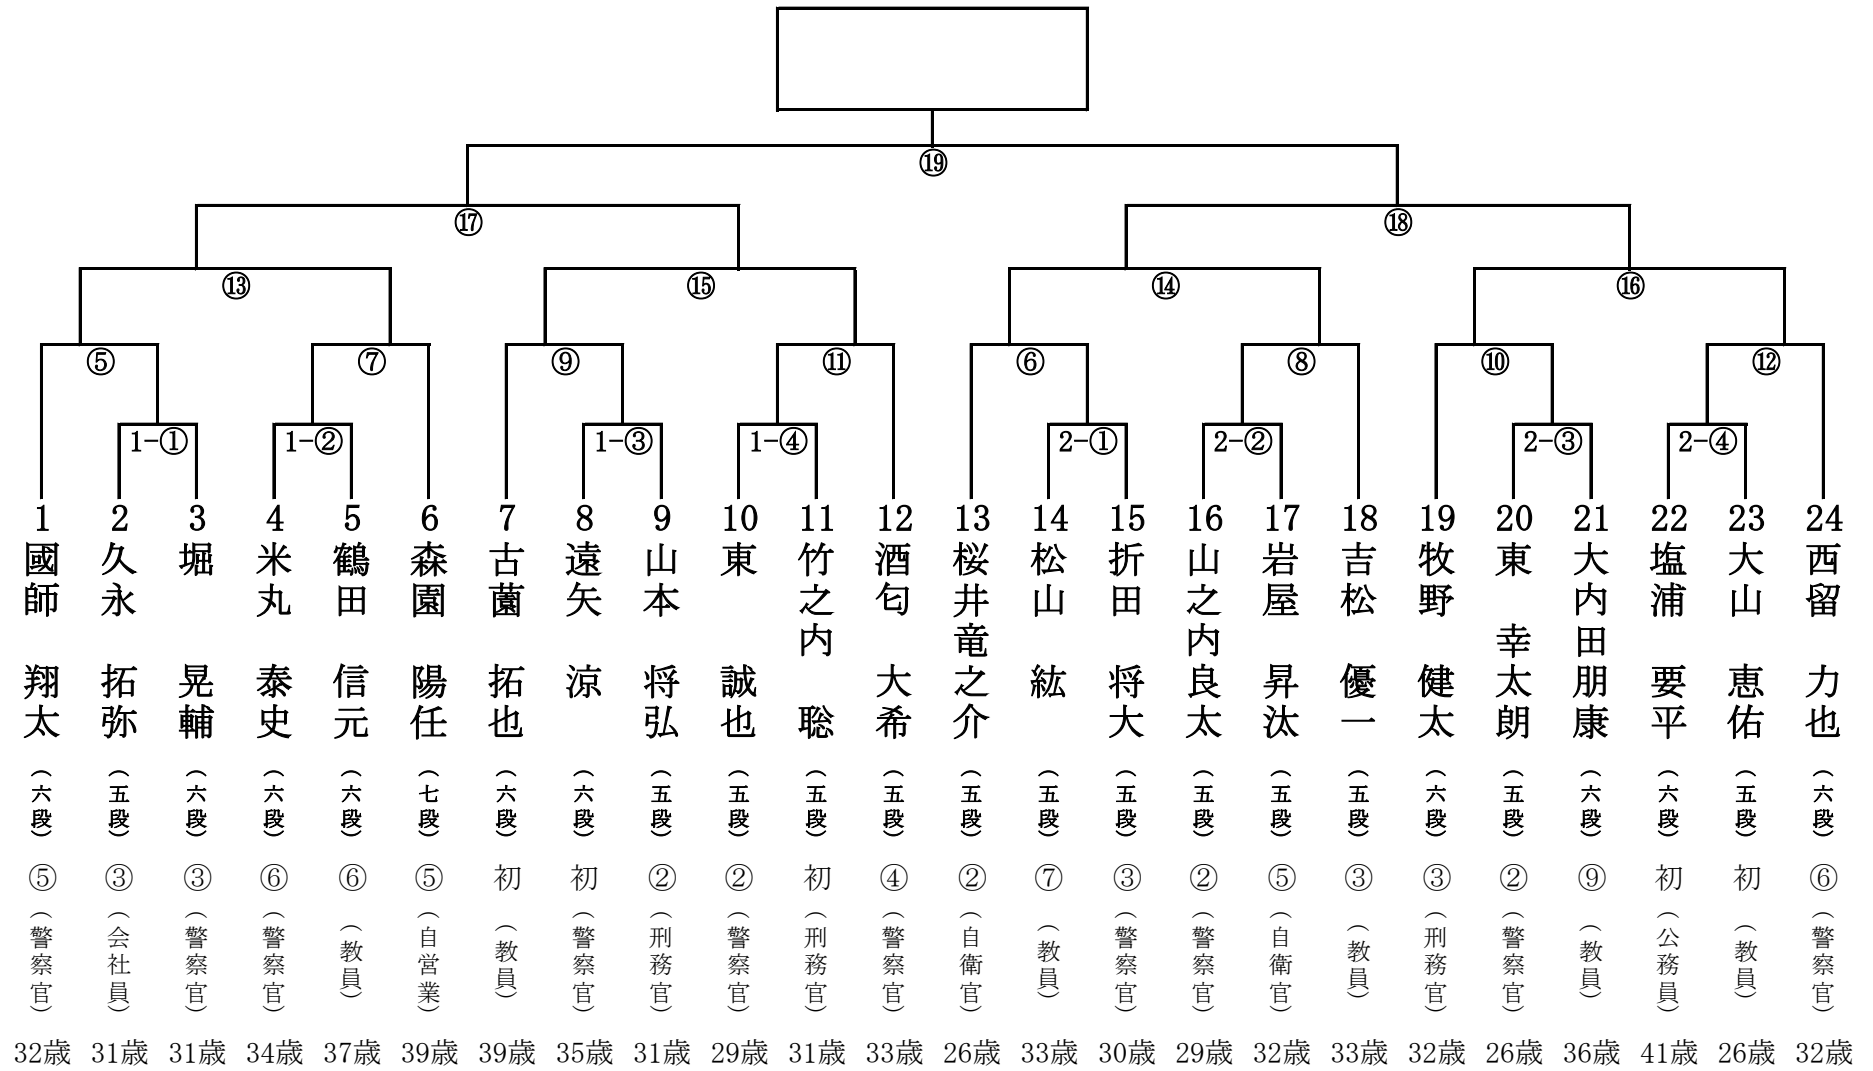 ⑲
⑰ ⑱
⑬ ⑮ ⑭ ⑯
⑤ ⑦ ⑨ ⑪ ⑥ ⑧ ⑩ ⑫
1-① 1-② 1-③ 1-④ 2-① 2-② 2-③ 2-④
1 國師 翔太 (六段) ⑤ (警察官) 32歳
2 久永 拓弥 (五段) ③ (会社員) 31歳
3 堀 晃輔 (六段) ③ (警察官) 31歳
4 米丸 泰史 (六段) ⑥ (警察官) 34歳
5 鶴田 信元 (六段) ⑥ (教員) 37歳
6 森園 陽任 (七段) ⑤ (自営業) 39歳
7 古薗 拓也 (六段) 初 (教員) 39歳
8 遠矢 涼 (六段) 初 (警察官) 35歳
9 山本 将弘 (五段) ② (刑務官) 31歳
10 東 誠也 (五段) ② (警察官) 29歳
11 竹之内 聡 (五段) 初 (刑務官) 31歳
12 酒匂 大希 (五段) ④ (警察官) 33歳
13 桜井竜之介 (五段) ② (自衛官) 26歳
14 松山 紘 (五段) ⑦ (教員) 33歳
15 折田 将大 (五段) ③ (警察官) 30歳
16 山之内良太 (五段) ② (警察官) 29歳
17 岩屋 昇汰 (五段) ⑤ (自衛官) 32歳
18 吉松 優一 (五段) ③ (教員) 33歳
19 牧野 健太 (六段) ③ (刑務官) 32歳
20 東 幸太朗 (五段) ② (警察官) 26歳
21 大内田朋康 (六段) ⑨ (教員) 36歳
22 塩浦 要平 (六段) 初 (公務員) 41歳
23 大山 恵佑 (五段) 初 (教員) 26歳
24 西留 力也 (六段) ⑥ (警察官) 32歳